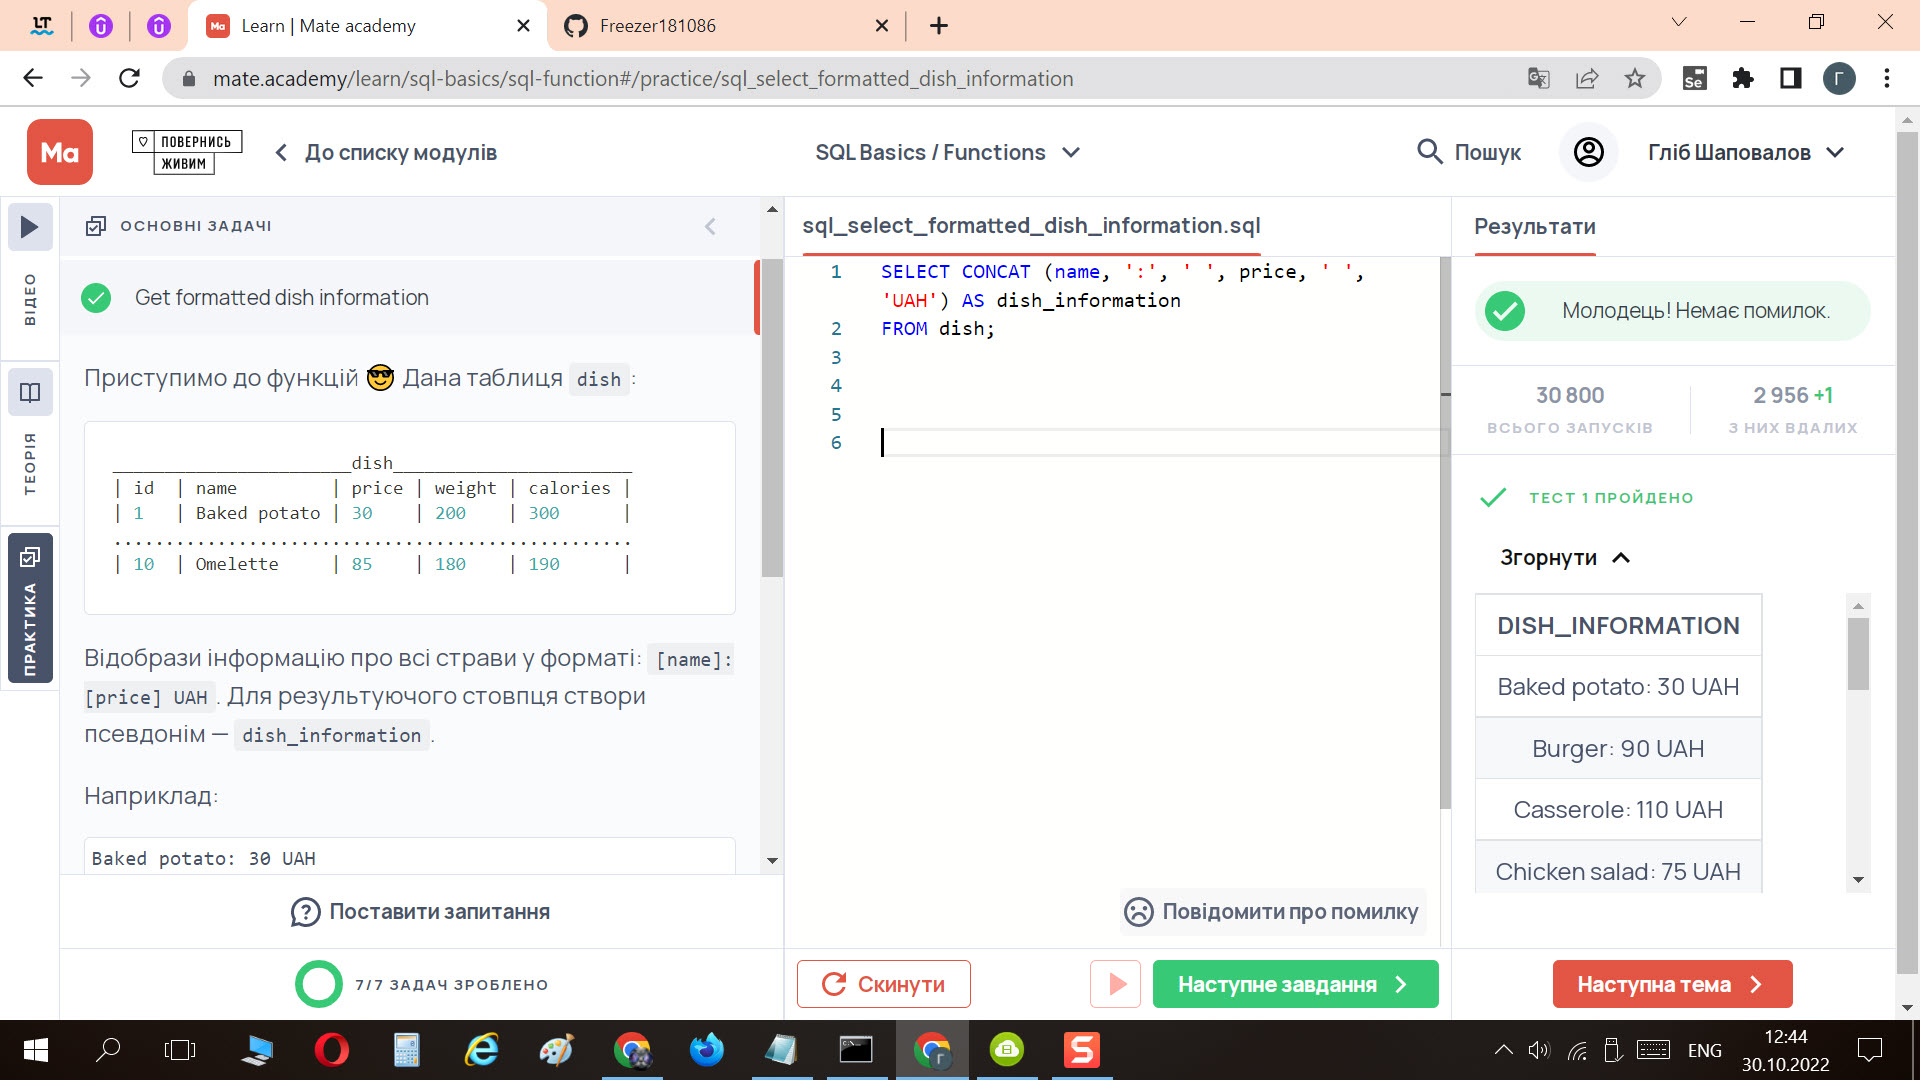 Learn | Mate academy
Freezer181086
mate.academy/learn/sql-basics/sql-function#/practice/sql_select_formatted_dish_information
Se
Г
Ma
ПОВЕРНИСЬ
ЖИВИМ
До списку модулів
SQL Basics / Functions
Пошук
Гліб Шаповалов
ВІДЕО
ТЕОРІЯ
ПРАКТИКА
ОСНОВНІ ЗАДАЧІ
Get formatted dish information
Приступимо до функцій 😎 Дана таблиця dish :
_______________________dish_______________________
| id | name | price | weight | calories |
| 1 | Baked potato | 30 | 200 | 300 |
..................................................
| 10 | Omelette | 85 | 180 | 190 |
Відобрази інформацію про всі страви у форматі: [name]:
[price] UAH . Для результуючого стовпця створи
псевдонім — dish_information .
Наприклад:
Baked potato: 30 UAH
Поставити запитання
7/7 ЗАДАЧ ЗРОБЛЕНО
sql_select_formatted_dish_information.sql
1 SELECT CONCAT (name, ':', ' ', price, ' ',
'UAH') AS dish_information
2 FROM dish;
3
4
5
6
Повідомити про помилку
Скинути
Наступне завдання
Результати
Молодець! Немає помилок.
30 800
ВСЬОГО ЗАПУСКІВ
2 956 +1
З НИХ ВДАЛИХ
ТЕСТ 1 ПРОЙДЕНО
Згорнути
DISH_INFORMATION
Baked potato: 30 UAH
Burger: 90 UAH
Casserole: 110 UAH
Chicken salad: 75 UAH
Наступна тема
ENG
12:44
30.10.2022